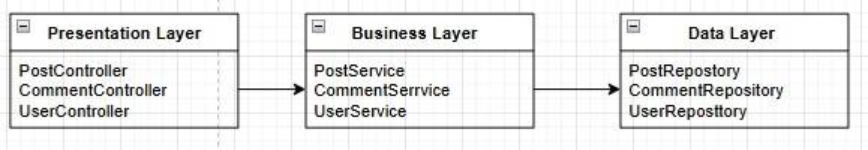 Presentation Layer
PostController
CommentController
UserController
Business Layer
PostService
CommentSerrvice
UserService
Data Layer
PostRepostory
CommentRepository
UserReposttory